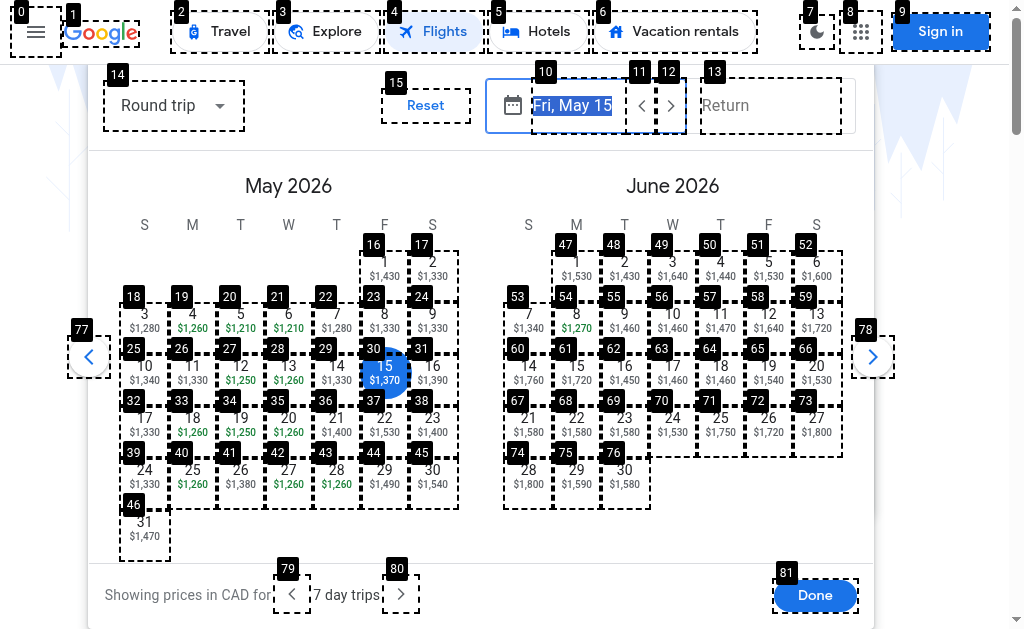 Google
Travel
Explore
Flights
Hotels
Vacation rentals
Sign in
0 1 2 3 4 5 6 7 8 9
Round trip
Reset
Fri, May 15
Return
14 15 10 11 12 13
May 2026
S M T W T F S
16 17
1 2
$1,430 $1,330
18 19 20 21 22 23 24
3 4 5 6 7 8 9
$1,280 $1,260 $1,210 $1,210 $1,280 $1,330 $1,330
25 26 27 28 29 30 31
10 11 12 13 14 15 16
$1,340 $1,330 $1,250 $1,260 $1,330 $1,370 $1,390
32 33 34 35 36 37 38
17 18 19 20 21 22 23
$1,330 $1,260 $1,250 $1,260 $1,400 $1,530 $1,400
39 40 41 42 43 44 45
24 25 26 27 28 29 30
$1,330 $1,260 $1,380 $1,260 $1,260 $1,490 $1,540
46
31
$1,470
June 2026
S M T W T F S
47 48 49 50 51 52
1 2 3 4 5 6
$1,530 $1,430 $1,640 $1,440 $1,530 $1,600
53 54 55 56 57 58 59
7 8 9 10 11 12 13
$1,340 $1,270 $1,460 $1,460 $1,470 $1,640 $1,720
60 61 62 63 64 65 66
14 15 16 17 18 19 20
$1,760 $1,720 $1,450 $1,460 $1,460 $1,540 $1,530
67 68 69 70 71 72 73
21 22 23 24 25 26 27
$1,580 $1,580 $1,580 $1,530 $1,750 $1,720 $1,800
74 75 76
28 29 30
$1,800 $1,590 $1,580
77 78
79 80 81
Showing prices in CAD for
7 day trips
Done